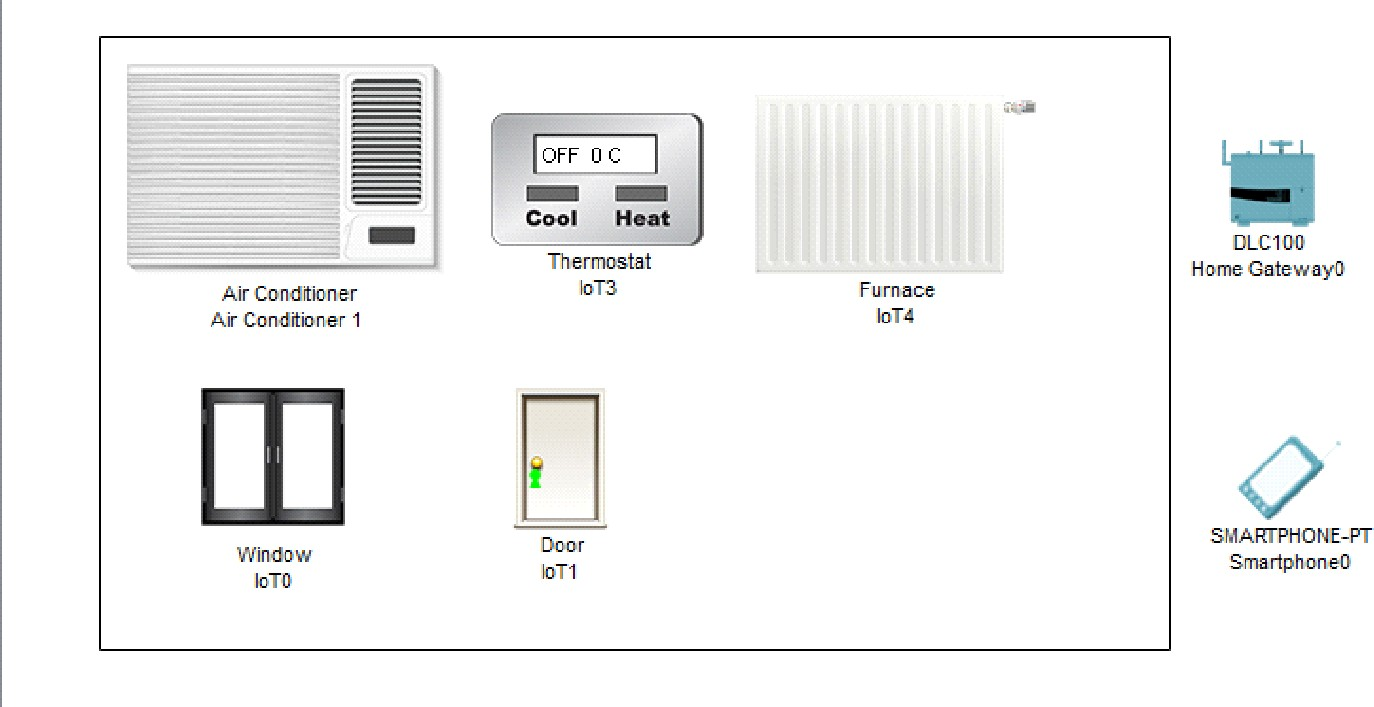 OFF 0 C
Cool Heat
Air Conditioner
Air Conditioner 1
Thermostat
IoT3
Furnace
IoT4
DLC100
Home Gateway0
Window
IoT0
Door
IoT1
SMARTPHONE-PT
Smartphone0